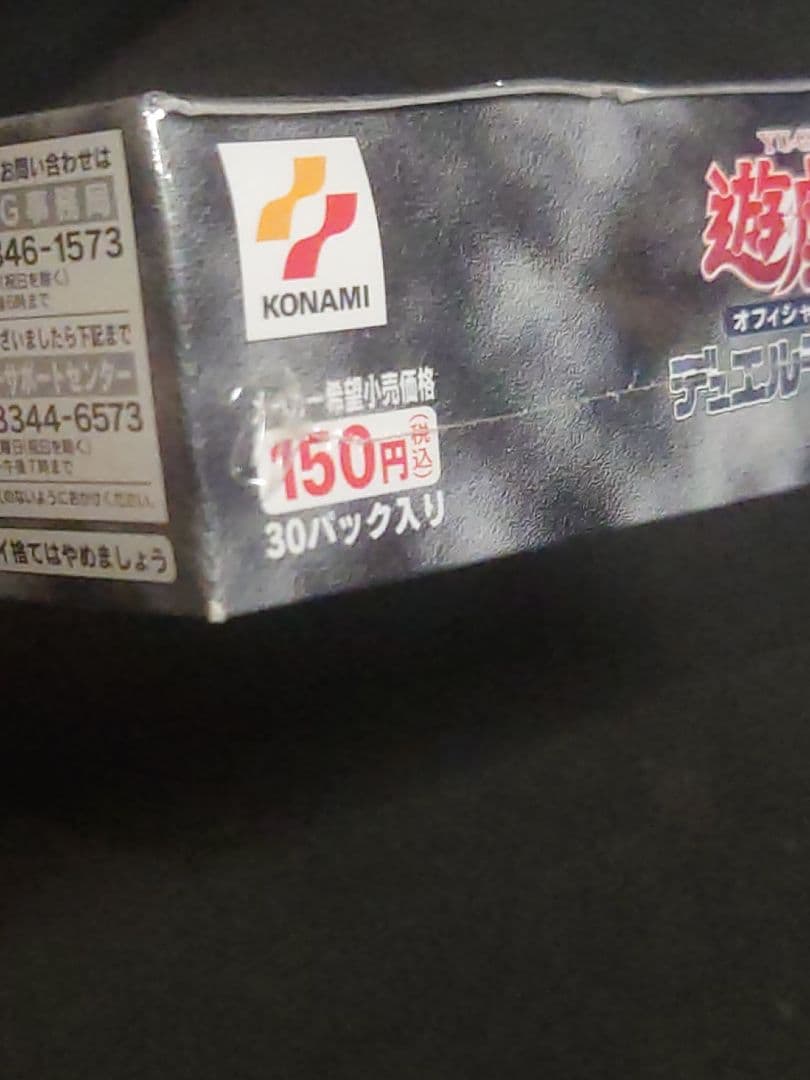 お問い合わせは
G事務局
346-1573
(祝日を除く)
ざいましたら下記まで
サポートセンター
3344-6573
曜日(祝日を除く)
午後7時まで
のないようにおかけください。
イ捨てはやめましょう
KONAMI
希望小売価格
150円(税込)
30パック入り
遊
オフィシャ
デュエル